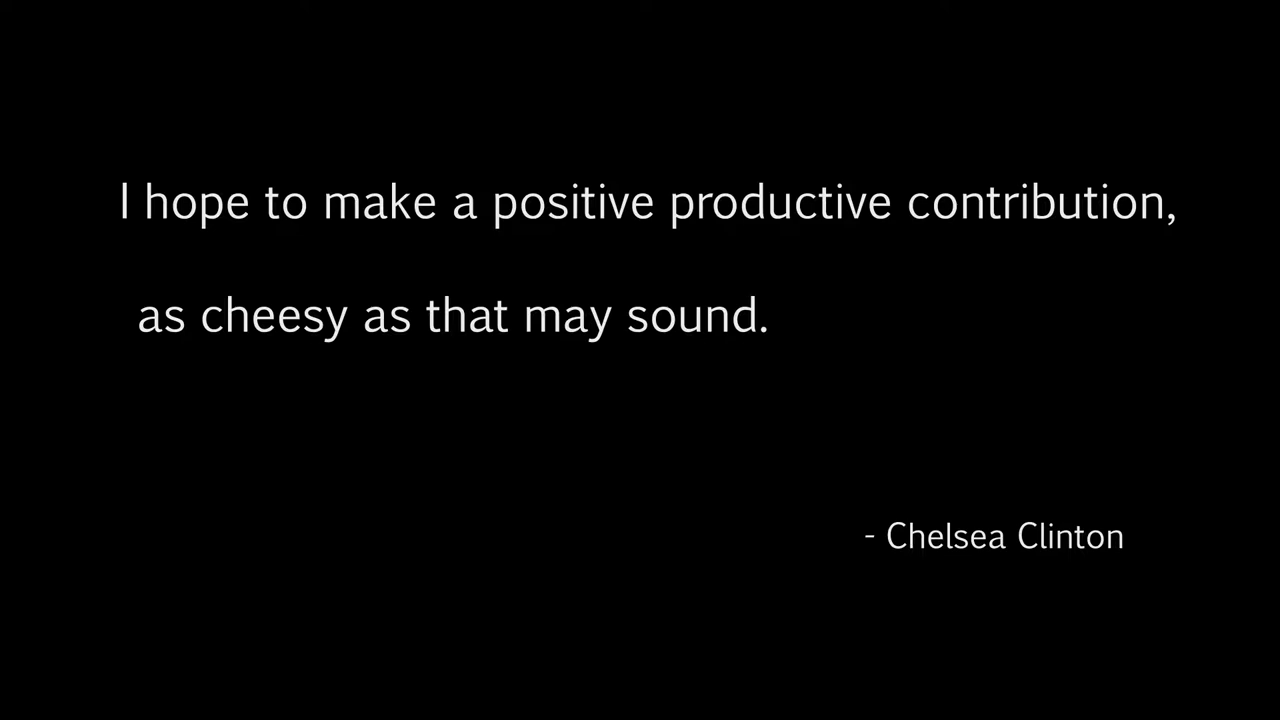 I hope to make a positive productive contribution,
as cheesy as that may sound.
- Chelsea Clinton